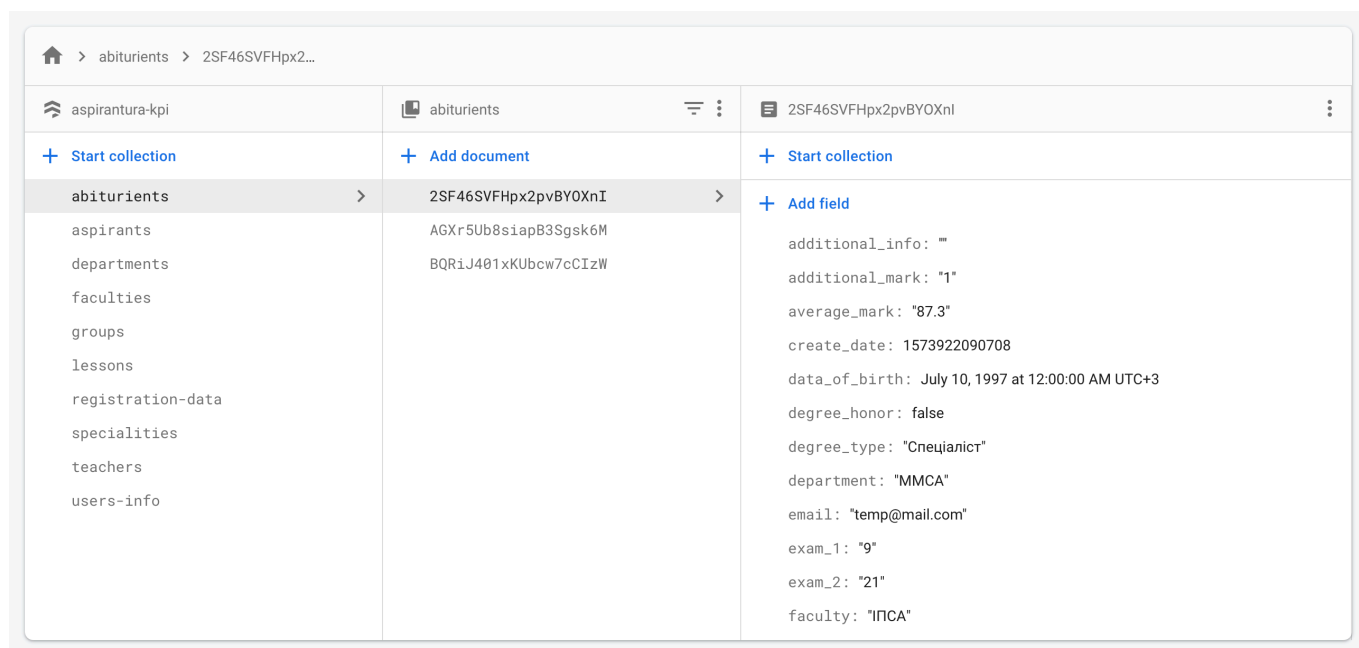 abiturients 2SF46SVFHpx2...
aspirantura-kpi
Start collection
abiturients
aspirants
departments
faculties
groups
lessons
registration-data
specialities
teachers
users-info
abiturients
Add document
2SF46SVFHpx2pvBYOXnI
AGXr5Ub8siapB3Sgsk6M
BQRiJ401xKUbcw7cCIzW
2SF46SVFHpx2pvBYOXnI
Start collection
Add field
additional_info: ""
additional_mark: "1"
average_mark: "87.3"
create_date: 1573922090708
data_of_birth: July 10, 1997 at 12:00:00 AM UTC+3
degree_honor: false
degree_type: "Спеціаліст"
department: "ММСА"
email: "temp@mail.com"
exam_1: "9"
exam_2: "21"
faculty: "ІПСА"